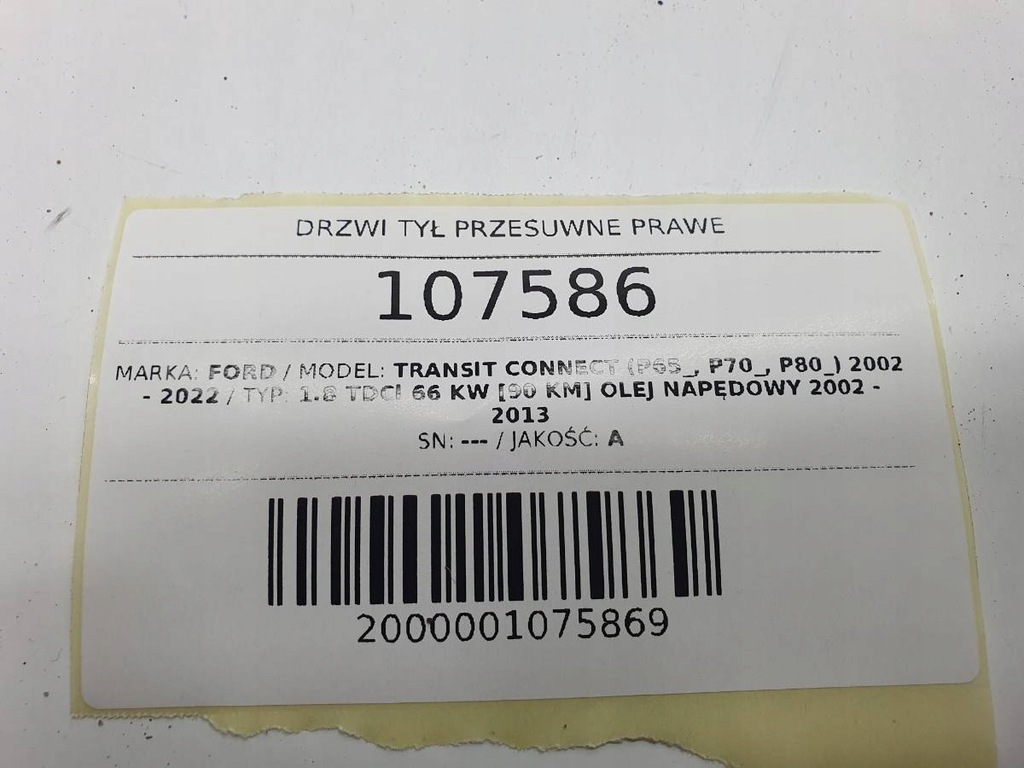 DRZWI TYŁ PRZESUWNE PRAWE
107586
MARKA: FORD / MODEL: TRANSIT CONNECT (P65_, P70_, P80_) 2002
- 2022 / TYP: 1.8 TDCI 66 KW [90 KM] OLEJ NAPĘDOWY 2002 -
2013
SN: --- / JAKOŚĆ: A
2000001075869